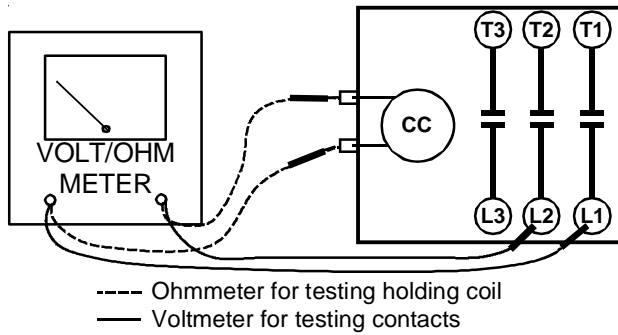 T3 T2 T1
CC
VOLT/OHM
METER
L3 L2 L1
Ohmmeter for testing holding coil
Voltmeter for testing contacts